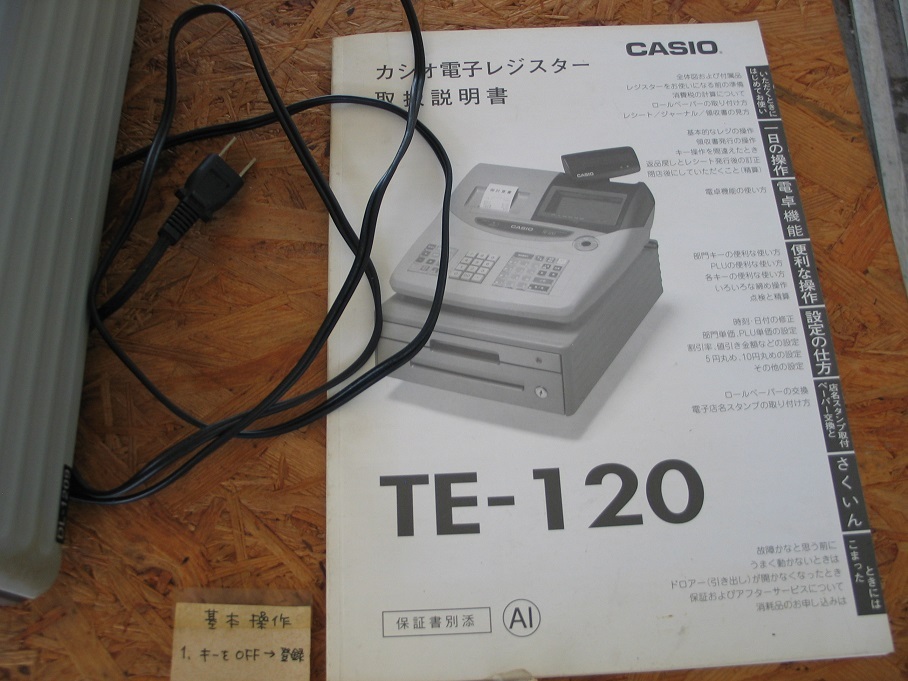 CASIO
カシオ電子レジスター
取扱説明書
全体図および付属品
レジスターをお使いになる前の準備
消費税の計算について
ロールペーパーの取り付け方
レシート/ジャーナル/領収書の見方
はじめてお使い
いただくときに
基本的なレジの操作
領収書発行の操作
キー操作を間違えたとき
返品戻しとレシート発行後の訂正
閉店後にしていただくこと(精算)
一日の操作
電卓機能の使い方
電卓機能
部門キーの便利な使い方
PLUの便利な使い方
各キーの便利な使い方
いろいろな締め操作
点検と精算
便利な操作
時刻・日付の修正
部門単価、PLU単価の設定
割引率、値引き金額などの設定
5円丸め、10円丸めの設定
その他の設定
設定の仕方
ロールペーパーの交換
電子店名スタンプの取り付け方
ペーパー交換と
店名スタンプ取付
さくいん
CASIO
CASIO
TE-120
故障かなと思う前に
うまく動かないときは
ドロアー(引き出し)が開かなくなったとき
保証およびアフターサービスについて
消耗品のお申し込みは
こまった
ときには
保証書別添
AI
DL-1209
基本操作
1. キーをOFF→登録